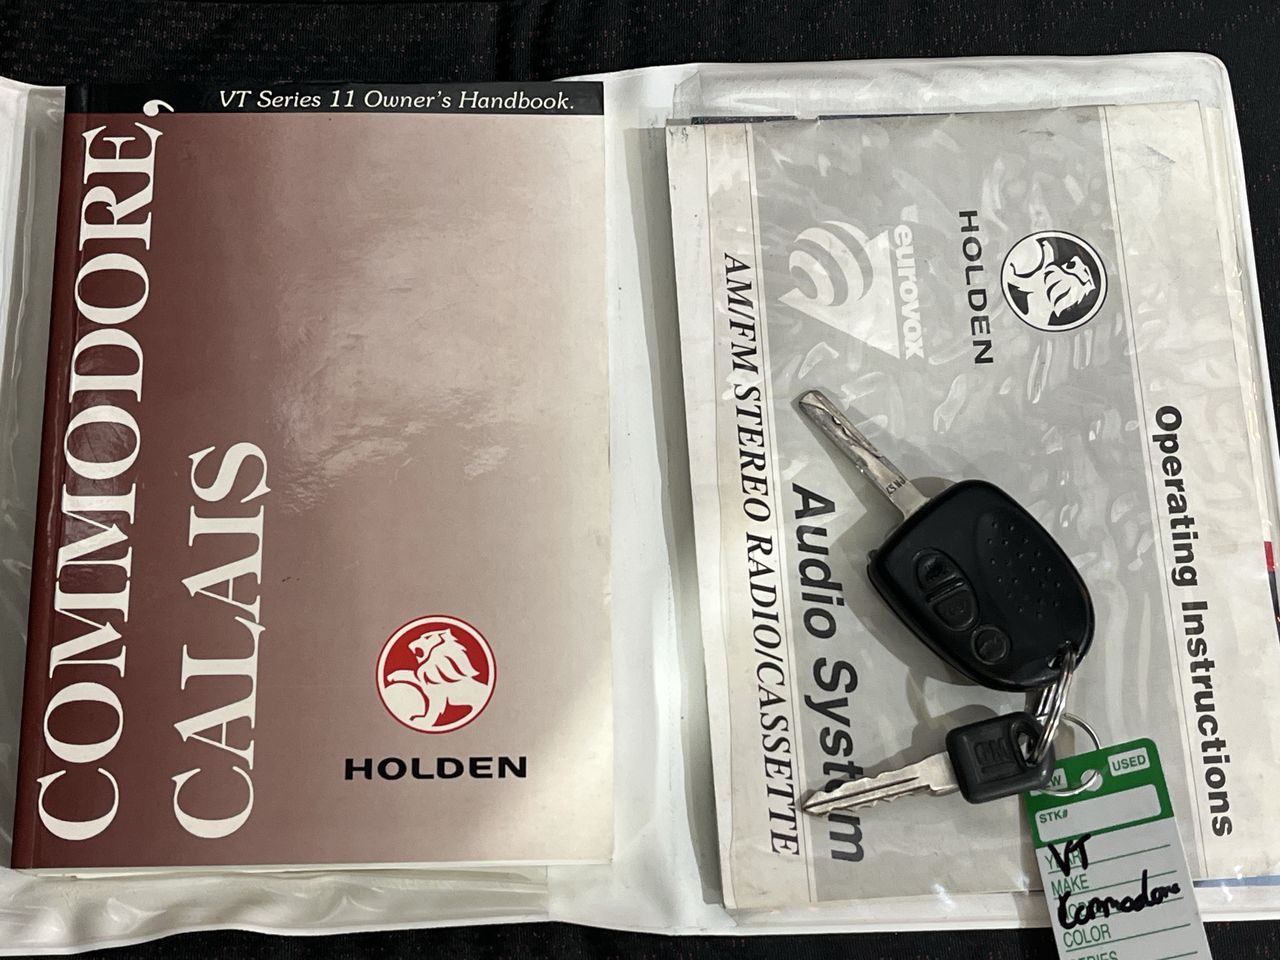 VT Series 11 Owner's Handbook.
COMMODORE,
CALAIS
HOLDEN
HOLDEN
eurovox
AM/FM STEREO RADIO/CASSETTE
Audio System
Operating Instructions
GM
USED
STK#
YEAR
VT
MAKE
Commodore
COLOR